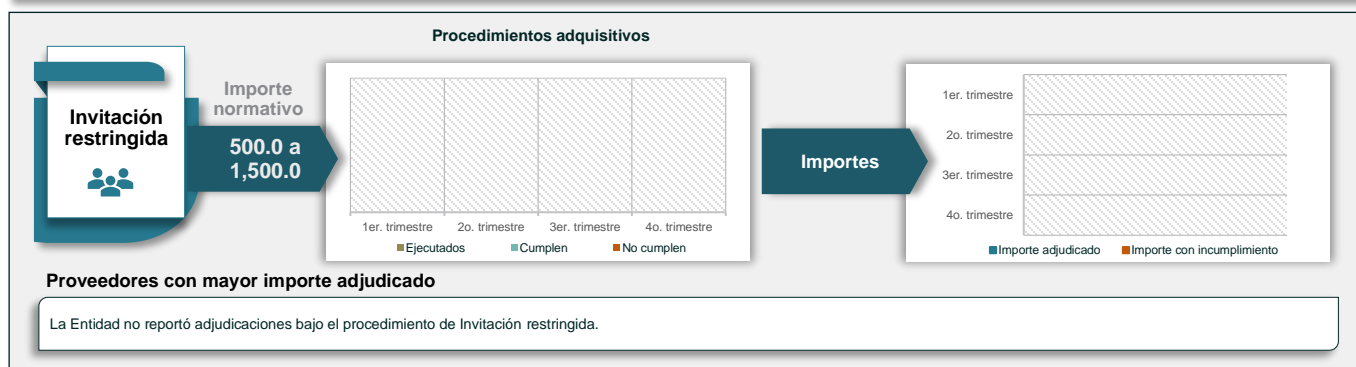 Procedimientos adquisitivos
Invitación
restringida
Importe
normativo
500.0 a
1,500.0
1er. trimestre 2o. trimestre 3er. trimestre 4o. trimestre
Ejecutados Cumplen No cumplen
Importes
1er. trimestre
2o. trimestre
3er. trimestre
4o. trimestre
Importe adjudicado Importe con incumplimiento
Proveedores con mayor importe adjudicado
La Entidad no reportó adjudicaciones bajo el procedimiento de Invitación restringida.